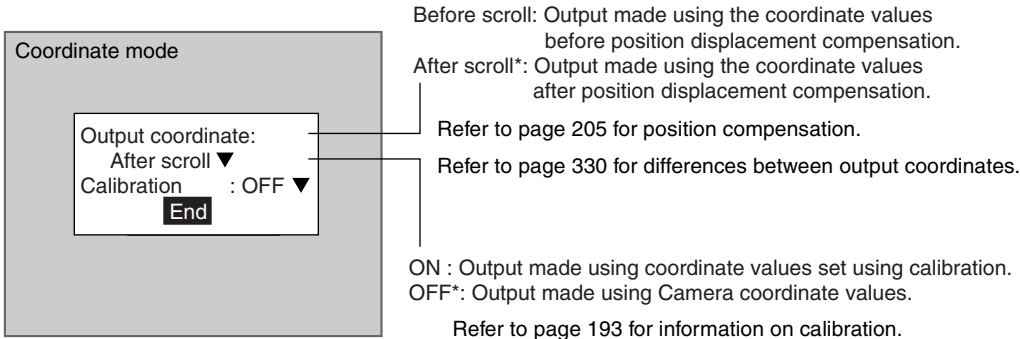 Before scroll: Output made using the coordinate values
before position displacement compensation.
After scroll*: Output made using the coordinate values
after position displacement compensation.
Refer to page 205 for position compensation.
Refer to page 330 for differences between output coordinates.
Coordinate mode
Output coordinate:
After scroll ▼
Calibration : OFF ▼
End
ON : Output made using coordinate values set using calibration.
OFF*: Output made using Camera coordinate values.
Refer to page 193 for information on calibration.